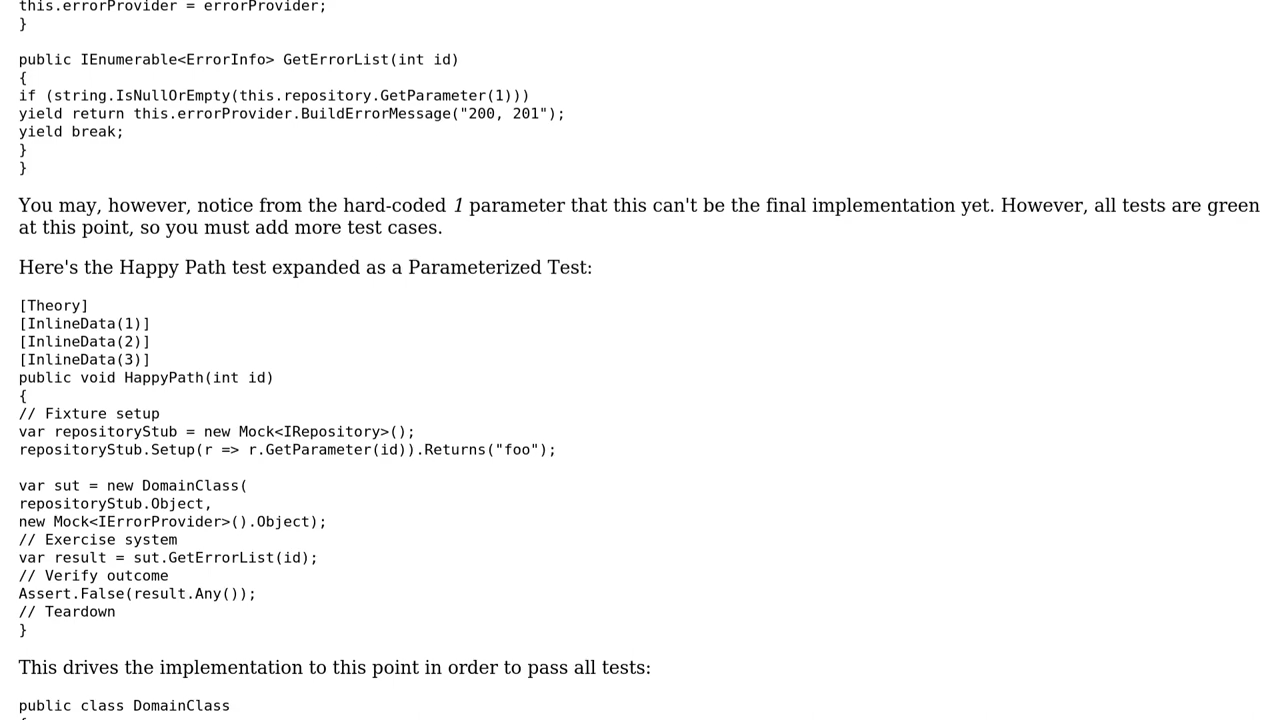 this.errorProvider = errorProvider;
}
public IEnumerable<ErrorInfo> GetErrorList(int id)
{
if (string.IsNullOrEmpty(this.repository.GetParameter(1)))
yield return this.errorProvider.BuildErrorMessage("200, 201");
yield break;
}
}
You may, however, notice from the hard-coded 1 parameter that this can't be the final implementation yet. However, all tests are green
at this point, so you must add more test cases.
Here's the Happy Path test expanded as a Parameterized Test:
[Theory]
[InlineData(1)]
[InlineData(2)]
[InlineData(3)]
public void HappyPath(int id)
{
// Fixture setup
var repositoryStub = new Mock<IRepository>();
repositoryStub.Setup(r => r.GetParameter(id)).Returns("foo");
var sut = new DomainClass(
repositoryStub.Object,
new Mock<IErrorProvider>().Object);
// Exercise system
var result = sut.GetErrorList(id);
// Verify outcome
Assert.False(result.Any());
// Teardown
}
This drives the implementation to this point in order to pass all tests:
public class DomainClass